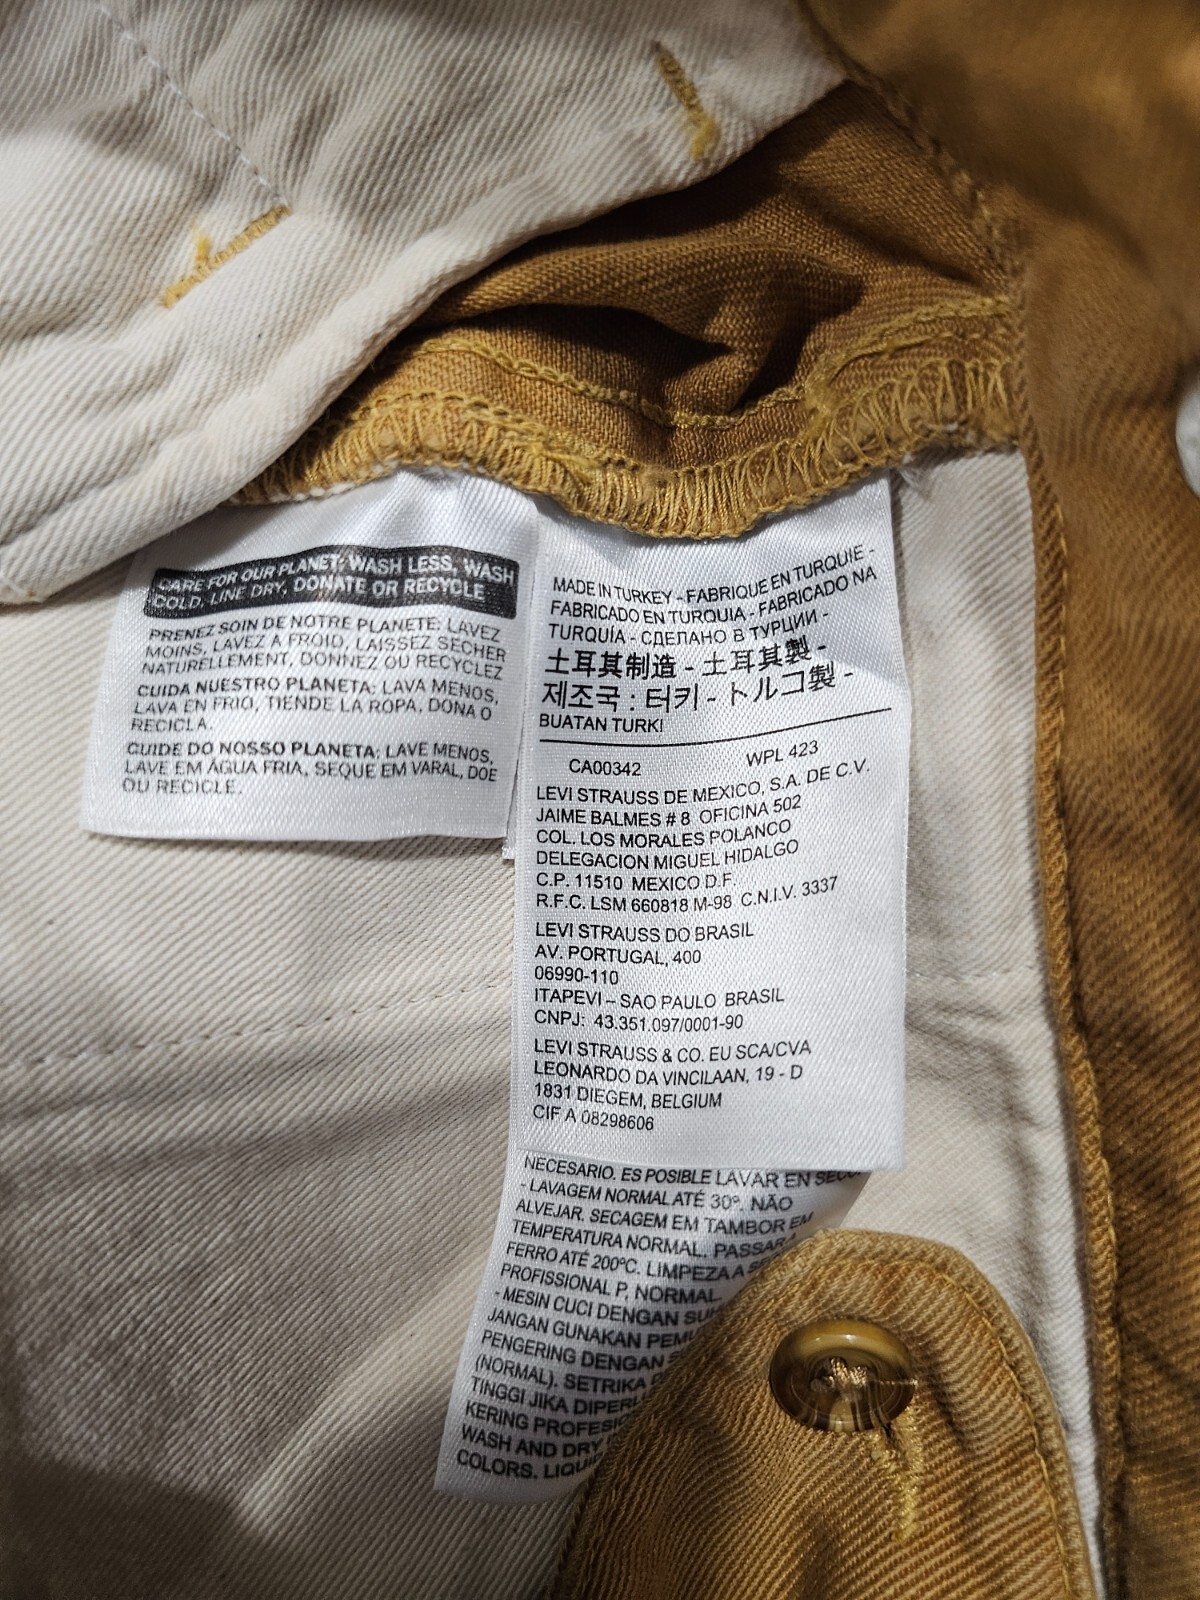 CARE FOR OUR PLANET: WASH LESS, WASH
COLD, LINE DRY, DONATE OR RECYCLE
PRENEZ SOIN DE NOTRE PLANETE: LAVEZ
MOINS, LAVEZ A FROID, LAISSEZ SECHER
NATURELLEMENT, DONNEZ OU RECYCLEZ
CUIDA NUESTRO PLANETA: LAVA MENOS,
LAVA EN FRIO, TIENDE LA ROPA, DONA O
RECICLA.
CUIDE DO NOSSO PLANETA: LAVE MENOS,
LAVE EM ÁGUA FRIA, SEQUE EM VARAL, DOE
OU RECICLE.
MADE IN TURKEY - FABRIQUE EN TURQUIE -
FABRICADO EN TURQUIA - FABRICADO NA
TURQUÍA - СДЕЛАНО В ТУРЦИИ -
土耳其制造 - 土耳其製 -
제조국 : 터키 - トルコ製 -
BUATAN TURKI
CA00342 WPL 423
LEVI STRAUSS DE MEXICO, S.A. DE C.V.
JAIME BALMES # 8 OFICINA 502
COL. LOS MORALES POLANCO
DELEGACION MIGUEL HIDALGO
C.P. 11510 MEXICO D.F.
R.F.C. LSM 660818 M-98 C.N.I.V. 3337
LEVI STRAUSS DO BRASIL
AV. PORTUGAL, 400
06990-110
ITAPEVI – SAO PAULO BRASIL
CNPJ: 43.351.097/0001-90
LEVI STRAUSS & CO. EU SCA/CVA
LEONARDO DA VINCILAAN, 19 - D
1831 DIEGEM, BELGIUM
CIF A 08298606
NECESARIO. ES POSIBLE LAVAR EN
- LAVAGEM NORMAL ATÉ 30º. NÃO
ALVEJAR. SECAGEM EM TAMBOR EM
TEMPERATURA NORMAL. PASSAR A
FERRO ATÉ 200ºC. LIMPEZA A
PROFISSIONAL P, NORMAL.
- MESIN CUCI DENGAN
JANGAN GUNAKAN
PENGERING DENGAN
(NORMAL). SETRIKA
TINGGI JIKA
KERING
WASH AND DRY
COLORS.